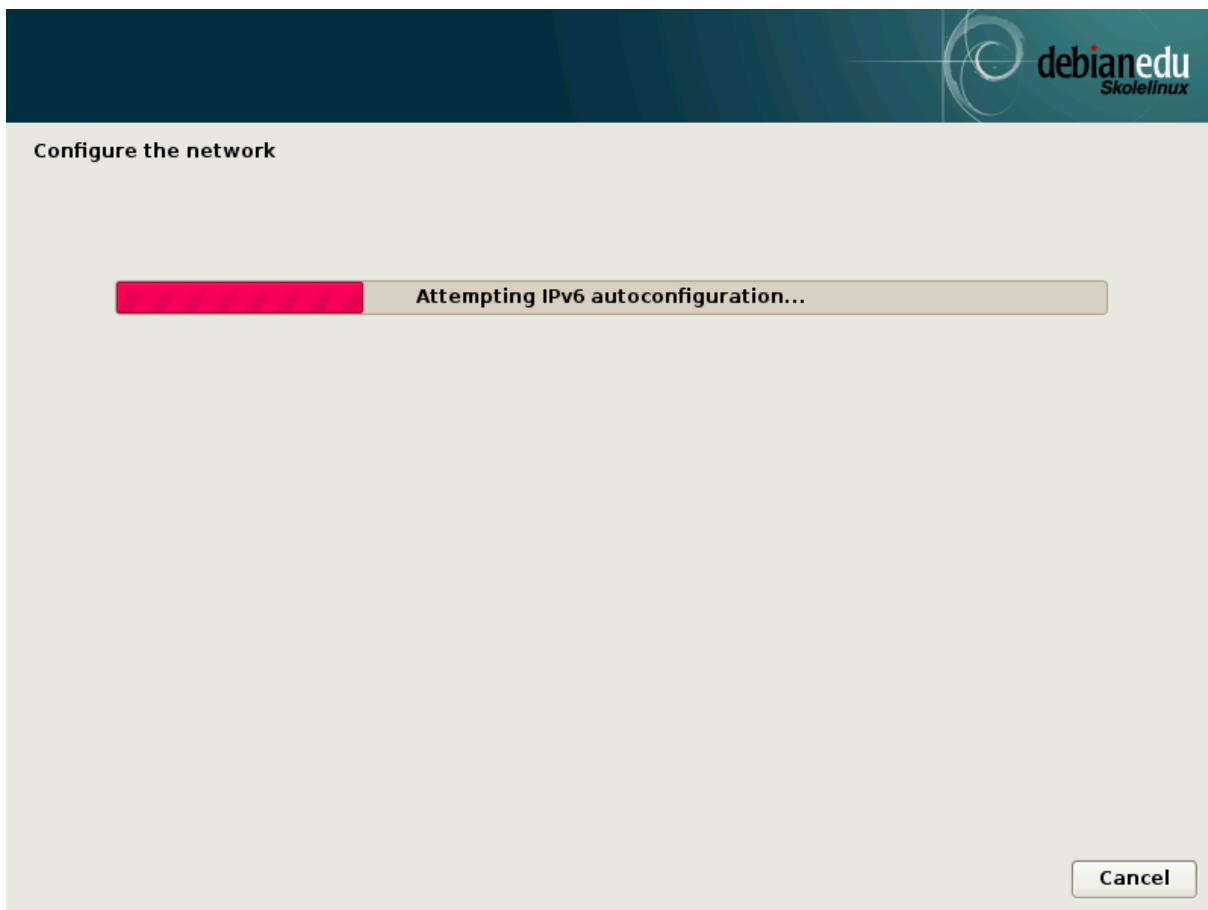 debianedu
Skolelinux
Configure the network
Attempting IPv6 autoconfiguration...
Cancel